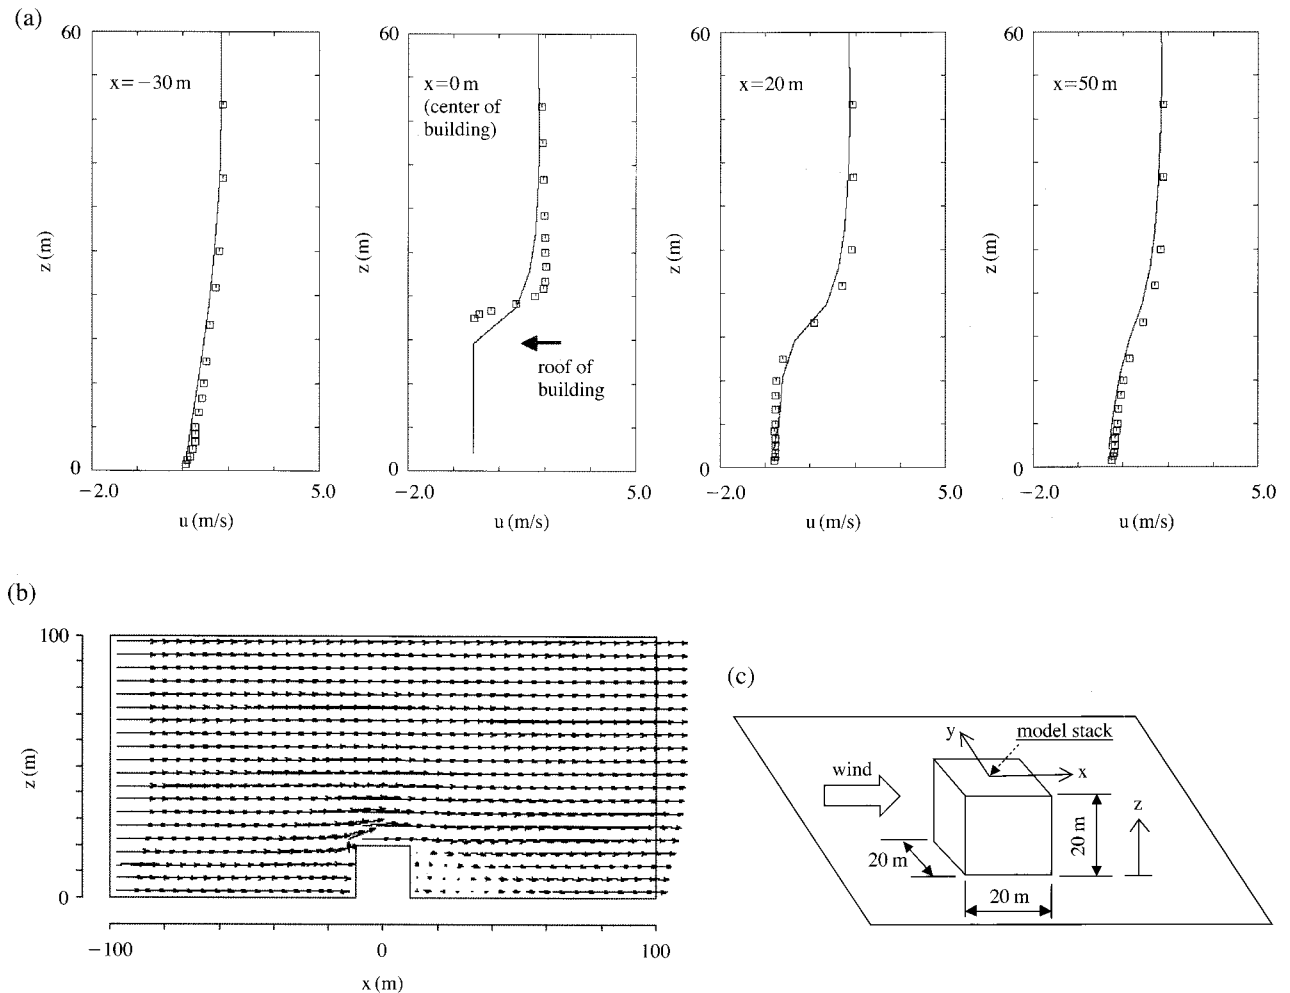 (a)
60
x=−30 m
z (m)
0
−2.0
5.0
u (m/s)
60
x=0 m
(center of
building)
z (m)
roof of
building
0
−2.0
5.0
u (m/s)
60
x=20 m
z (m)
0
−2.0
5.0
u (m/s)
60
x=50 m
z (m)
0
−2.0
5.0
u (m/s)
(b)
100
z (m)
0
−100
0
100
x (m)
(c)
model stack
y
x
wind
z
20 m
20 m
20 m